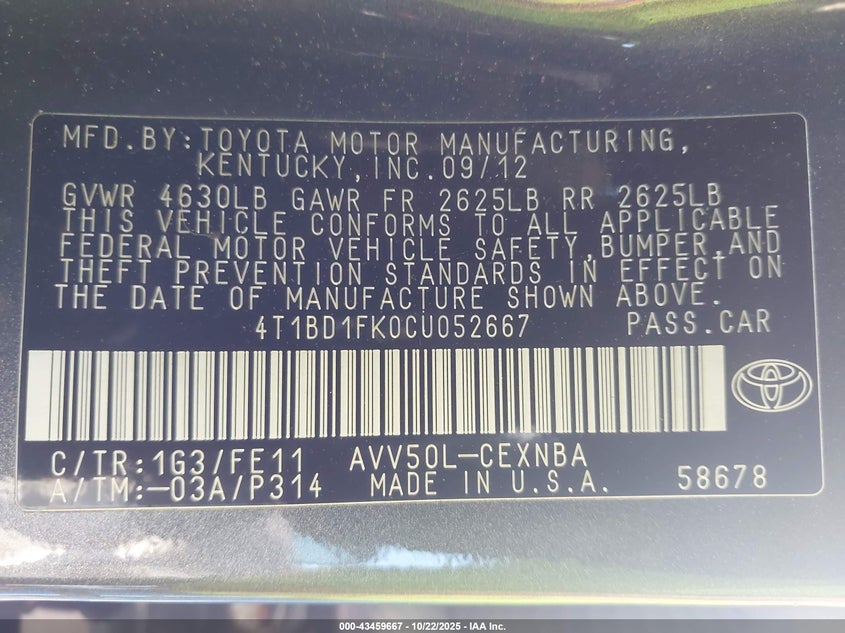 MFD.BY:TOYOTA MOTOR MANUFACTURING,
KENTUCKY,INC.09/12
GVWR 4630LB GAWR FR 2625LB RR 2625LB
THIS VEHICLE CONFORMS TO ALL APPLICABLE
FEDERAL MOTOR VEHICLE SAFETY,BUMPER,AND
THEFT PREVENTION STANDARDS IN EFFECT ON
THE DATE OF MANUFACTURE SHOWN ABOVE.
4T1BD1FK0CU052667 PASS.CAR
C/TR:1G3/FE11 AVV50L-CEXNBA
A/TM:-03A/P314 MADE IN U.S.A. 58678
000-43459667 - 10/22/2025 - IAA Inc.